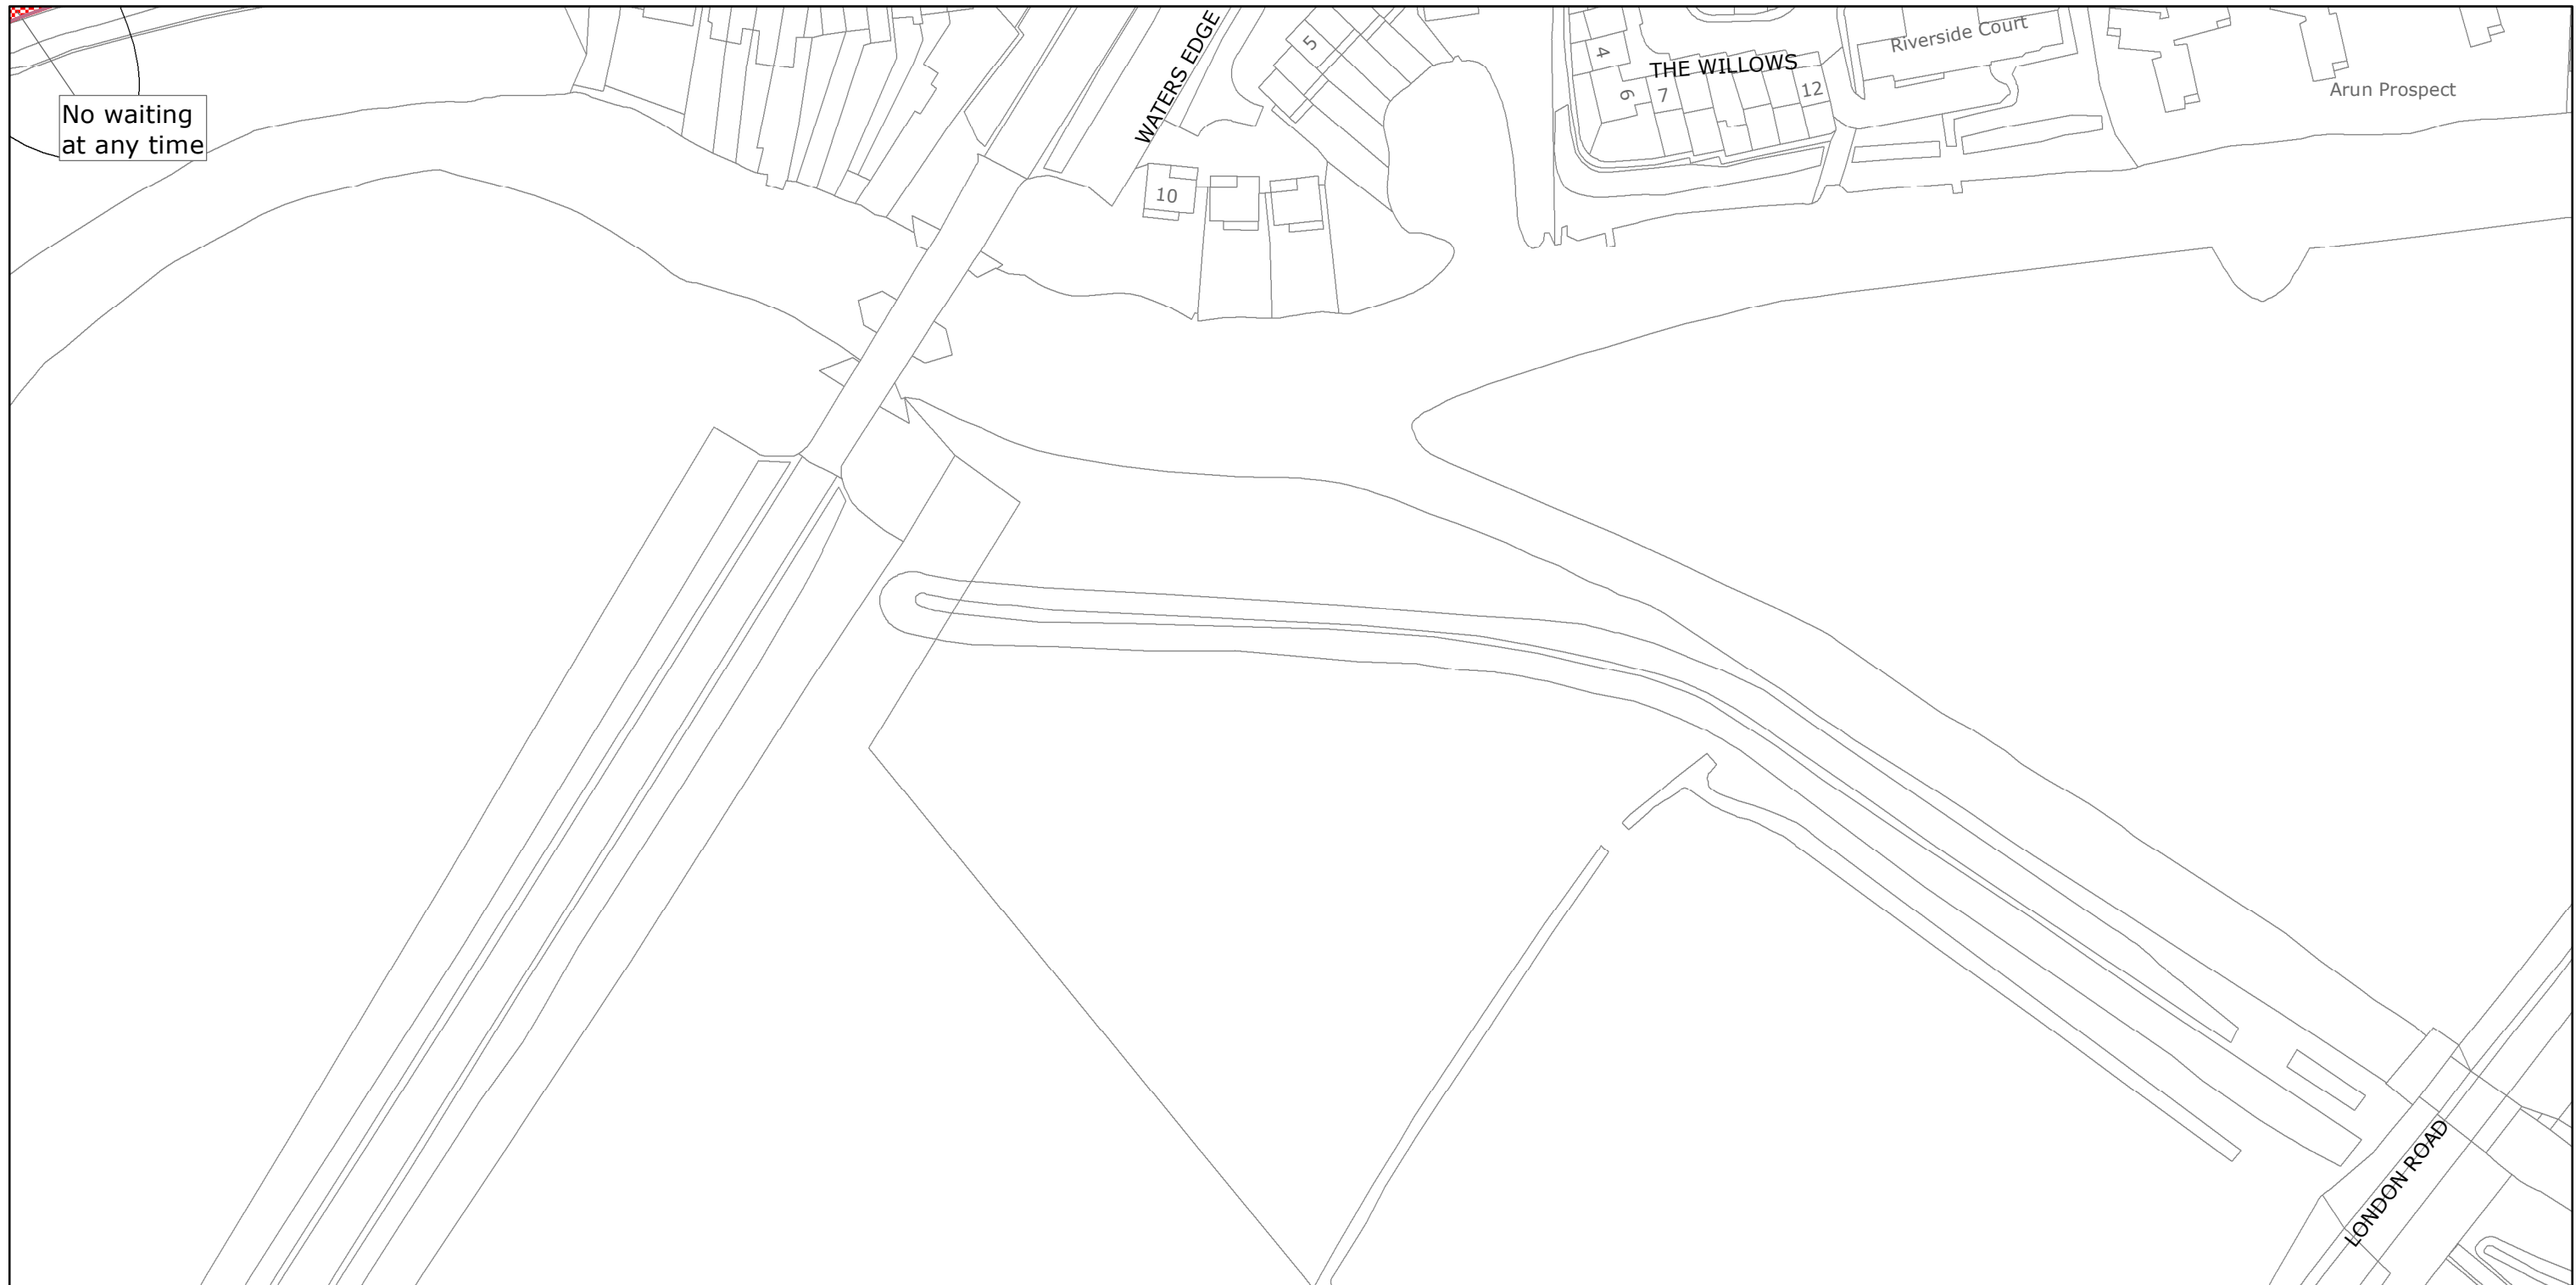 WATERS EDGE
5
4
6
7
THE WILLOWS
12
Riverside Court
Arun Prospect
No waiting
at any time
10
LONDON ROAD